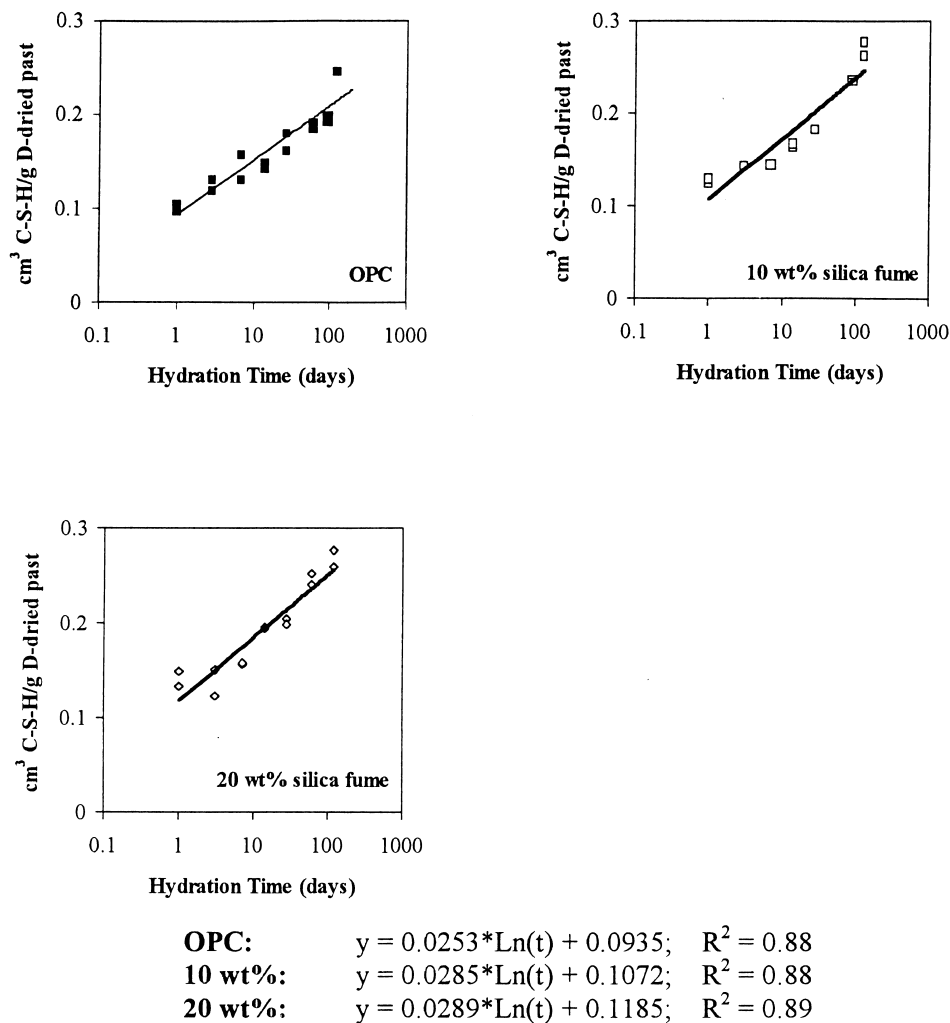 0.3
0.2
0.1
0
cm³ C-S-H/g D-dried past
OPC
0.1 1 10 100 1000
Hydration Time (days)
0.3
0.2
0.1
0
cm³ C-S-H/g D-dried past
10 wt% silica fume
0.1 1 10 100 1000
Hydration Time (days)
0.3
0.2
0.1
0
cm³ C-S-H/g D-dried past
20 wt% silica fume
0.1 1 10 100 1000
Hydration Time (days)
OPC: y = 0.0253*Ln(t) + 0.0935; R² = 0.88
10 wt%: y = 0.0285*Ln(t) + 0.1072; R² = 0.88
20 wt%: y = 0.0289*Ln(t) + 0.1185; R² = 0.89